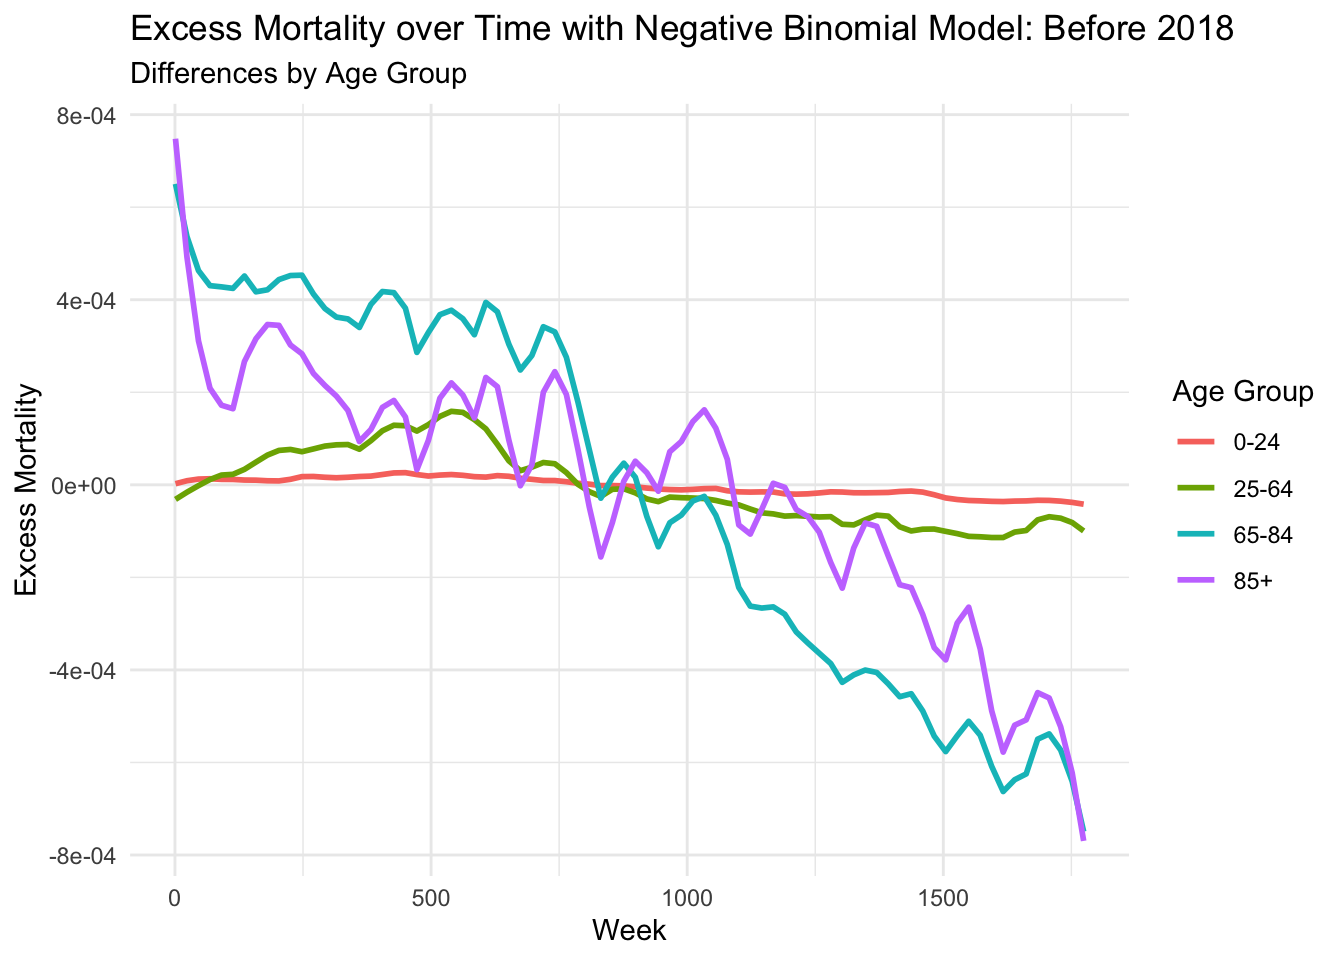 Excess Mortality over Time with Negative Binomial Model: Before 2018
Differences by Age Group
8e-04
4e-04
0e+00
-4e-04
-8e-04
Excess Mortality
0
500
1000
1500
Week
Age Group
0-24
25-64
65-84
85+